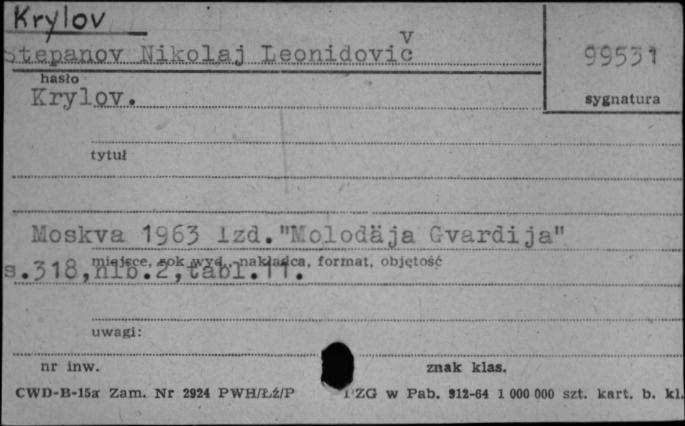 Krylov
Stepanov Nikolaj Leonidovič
99531
hasło
Krylov.
sygnatura
tytuł
Moskva 1963 Izd."Molodäja Gvardija"
miejsce, rok wyd., nakładca, format, objętość
s.318,nlb.2,tabl.11.
uwagi:
nr inw.
znak klas.
CWD-B-15a Zam. Nr 2924 PWH/Łż/P PZG w Pab. 912-64 1 000 000 szt. kart. b. kl.